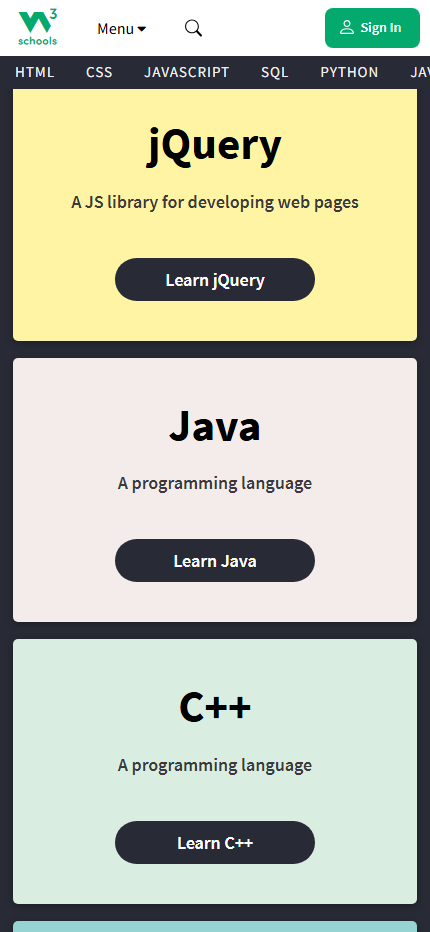 3
schools
Menu
Sign In
HTML CSS JAVASCRIPT SQL PYTHON JAV
jQuery
A JS library for developing web pages
Learn jQuery
Java
A programming language
Learn Java
C++
A programming language
Learn C++